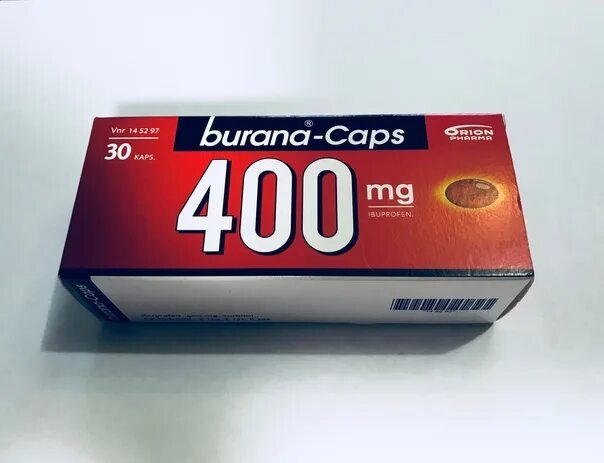 Vnr 14 52 97
30 KAPS.
burana®-Caps
400 mg
IBUPROFEN.
ORION
PHARMA